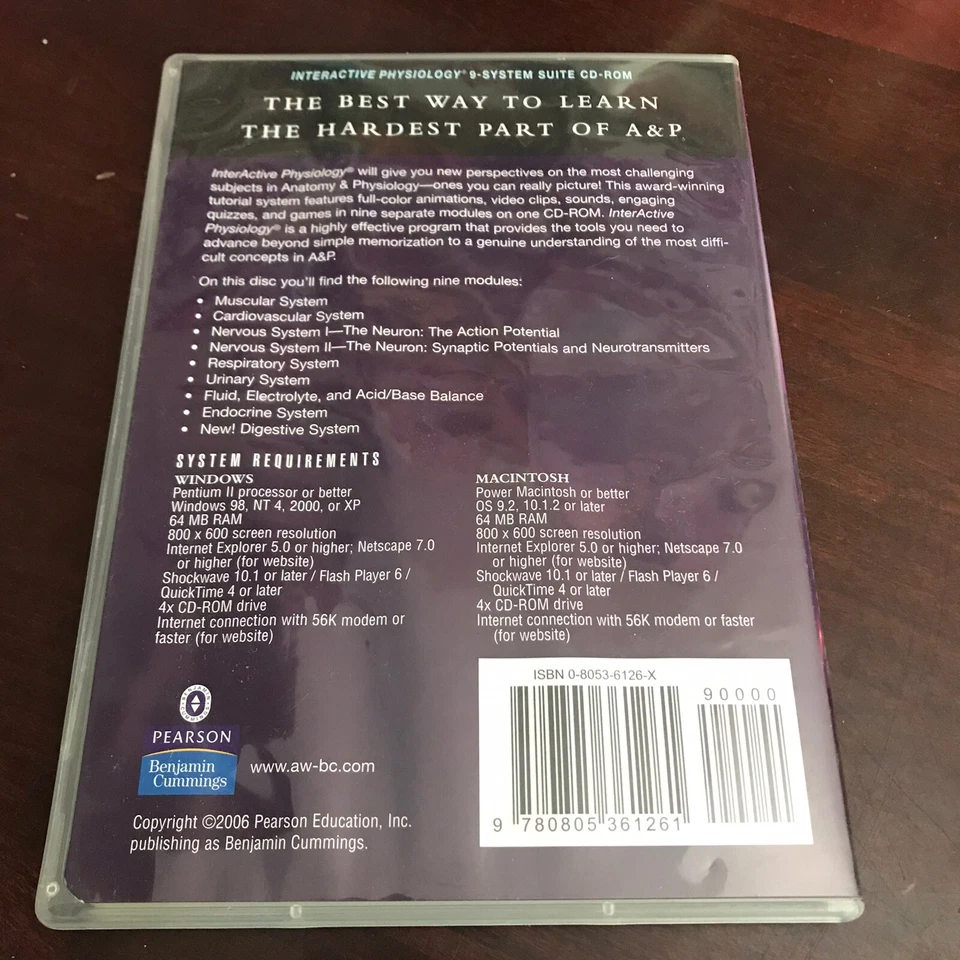 INTERACTIVE PHYSIOLOGY® 9-SYSTEM SUITE CD-ROM
THE BEST WAY TO LEARN
THE HARDEST PART OF A&P
InterActive Physiology® will give you new perspectives on the most challenging
subjects in Anatomy & Physiology—ones you can really picture! This award-winning
tutorial system features full-color animations, video clips, sounds, engaging
quizzes, and games in nine separate modules on one CD-ROM. InterActive
Physiology® is a highly effective program that provides the tools you need to
advance beyond simple memorization to a genuine understanding of the most diffi-
cult concepts in A&P.
On this disc you'll find the following nine modules:
• Muscular System
• Cardiovascular System
• Nervous System I—The Neuron: The Action Potential
• Nervous System II—The Neuron: Synaptic Potentials and Neurotransmitters
• Respiratory System
• Urinary System
• Fluid, Electrolyte, and Acid/Base Balance
• Endocrine System
• New! Digestive System
SYSTEM REQUIREMENTS
WINDOWS
Pentium II processor or better
Windows 98, NT 4, 2000, or XP
64 MB RAM
800 x 600 screen resolution
Internet Explorer 5.0 or higher; Netscape 7.0
or higher (for website)
Shockwave 10.1 or later / Flash Player 6 /
QuickTime 4 or later
4x CD-ROM drive
Internet connection with 56K modem or
faster (for website)
MACINTOSH
Power Macintosh or better
OS 9.2, 10.1.2 or later
64 MB RAM
800 x 600 screen resolution
Internet Explorer 5.0 or higher; Netscape 7.0
or higher (for website)
Shockwave 10.1 or later / Flash Player 6 /
QuickTime 4 or later
4x CD-ROM drive
Internet connection with 56K modem or faster
(for website)
PEARSON
Benjamin
Cummings
www.aw-bc.com
Copyright ©2006 Pearson Education, Inc.
publishing as Benjamin Cummings.
ISBN 0-8053-6126-X
90000
9 780805 361261